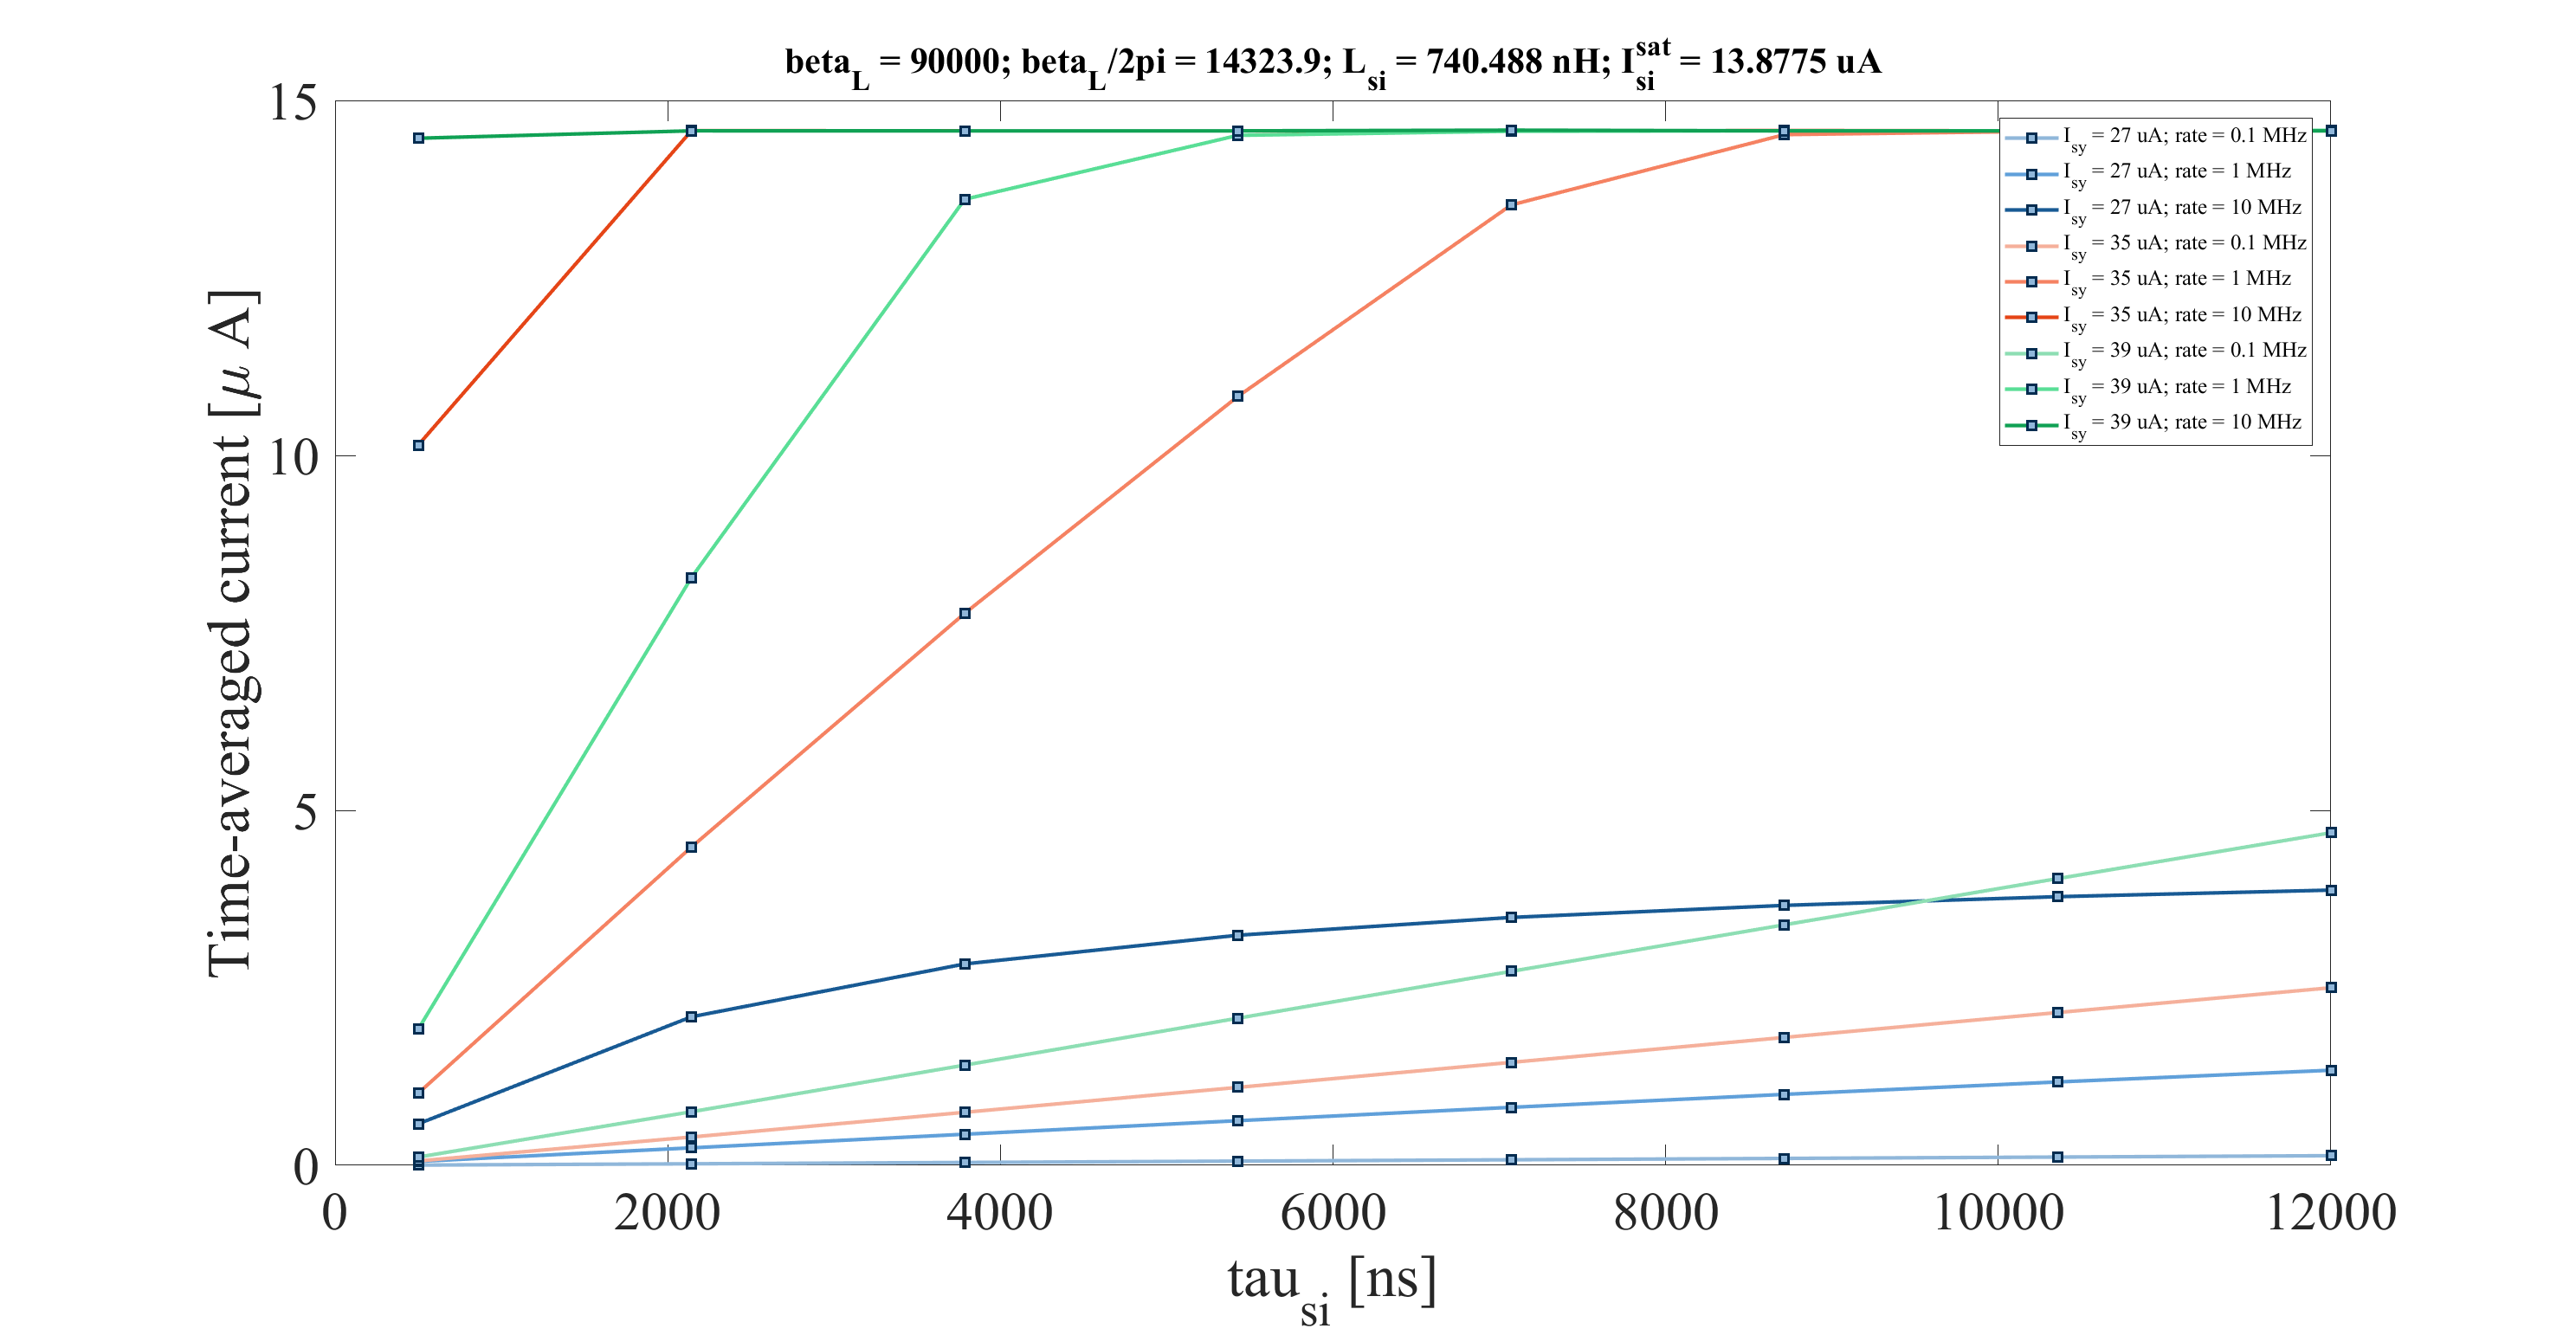 beta_L = 90000; beta_L/2pi = 14323.9; L_si = 740.488 nH; I_si^sat = 13.8775 uA
15
10
5
0
Time-averaged current [μ A]
I_sy = 27 uA; rate = 0.1 MHz
I_sy = 27 uA; rate = 1 MHz
I_sy = 27 uA; rate = 10 MHz
I_sy = 35 uA; rate = 0.1 MHz
I_sy = 35 uA; rate = 1 MHz
I_sy = 35 uA; rate = 10 MHz
I_sy = 39 uA; rate = 0.1 MHz
I_sy = 39 uA; rate = 1 MHz
I_sy = 39 uA; rate = 10 MHz
0 2000 4000 6000 8000 10000 12000
tau_si [ns]